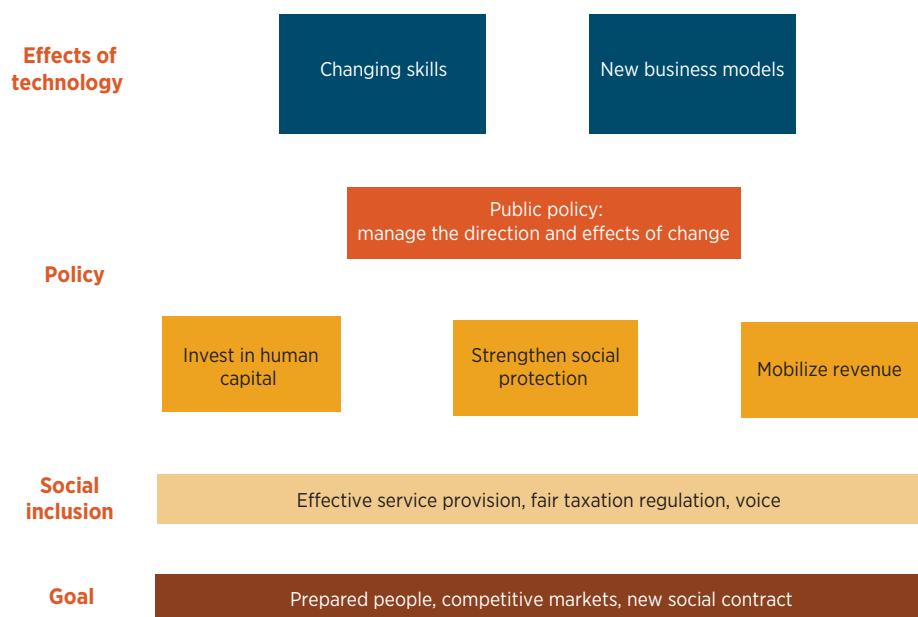 Effects of
technology
Changing skills
New business models
Public policy:
manage the direction and effects of change
Policy
Invest in human
capital
Strengthen social
protection
Mobilize revenue
Social
inclusion
Effective service provision, fair taxation regulation, voice
Goal
Prepared people, competitive markets, new social contract